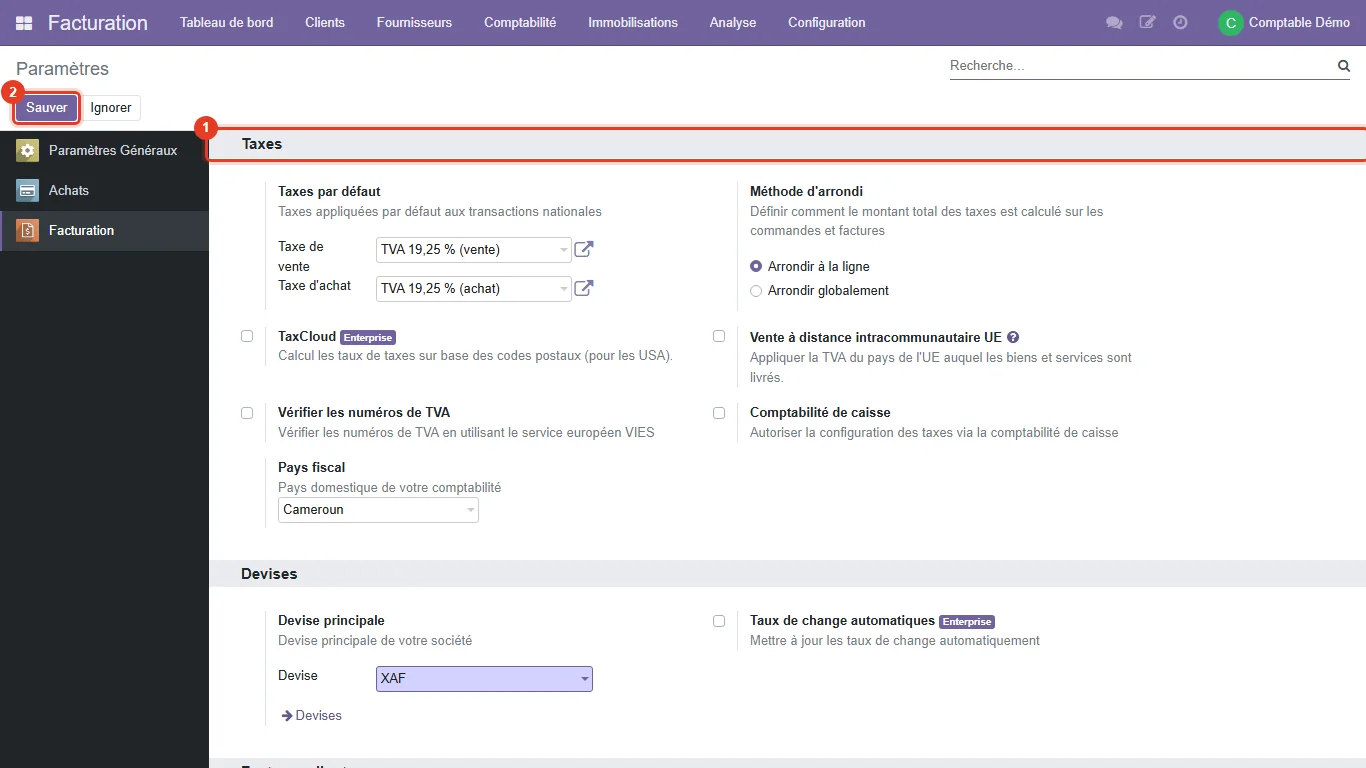 Facturation Tableau de bord Clients Fournisseurs Comptabilité Immobilisations Analyse Configuration C Comptable Démo
Paramètres
Recherche...
2
Sauver Ignorer
1
Paramètres Généraux
Achats
Facturation
Taxes
Taxes par défaut
Taxes appliquées par défaut aux transactions nationales
Taxe de
vente
TVA 19,25 % (vente)
Taxe d'achat
TVA 19,25 % (achat)
Méthode d'arrondi
Définir comment le montant total des taxes est calculé sur les
commandes et factures
Arrondir à la ligne
Arrondir globalement
TaxCloud Enterprise
Calcul les taux de taxes sur base des codes postaux (pour les USA).
Vente à distance intracommunautaire UE ?
Appliquer la TVA du pays de l'UE auquel les biens et services sont
livrés.
Vérifier les numéros de TVA
Vérifier les numéros de TVA en utilisant le service européen VIES
Comptabilité de caisse
Autoriser la configuration des taxes via la comptabilité de caisse
Pays fiscal
Pays domestique de votre comptabilité
Cameroun
Devises
Devise principale
Devise principale de votre société
Devise
XAF
Devises
Taux de change automatiques Enterprise
Mettre à jour les taux de change automatiquement